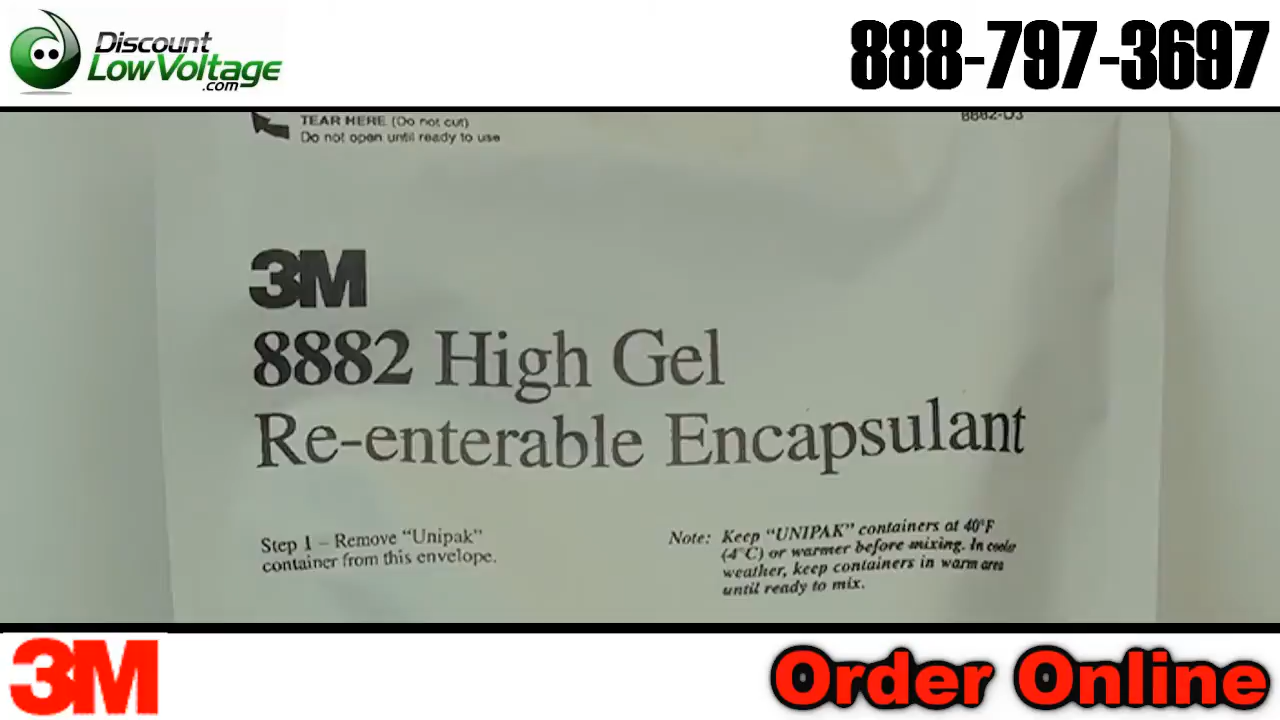 Discount
LowVoltage
.com
888-797-3697
TEAR HERE (Do not cut)
Do not open until ready to use
8882-D3
3M
8882 High Gel
Re-enterable Encapsulant
Step 1 – Remove "Unipak"
container from this envelope.
Note: Keep "UNIPAK" containers at 40°F
(4°C) or warmer before mixing. In cooler
weather, keep containers in warm area
until ready to mix.
3M
Order Online